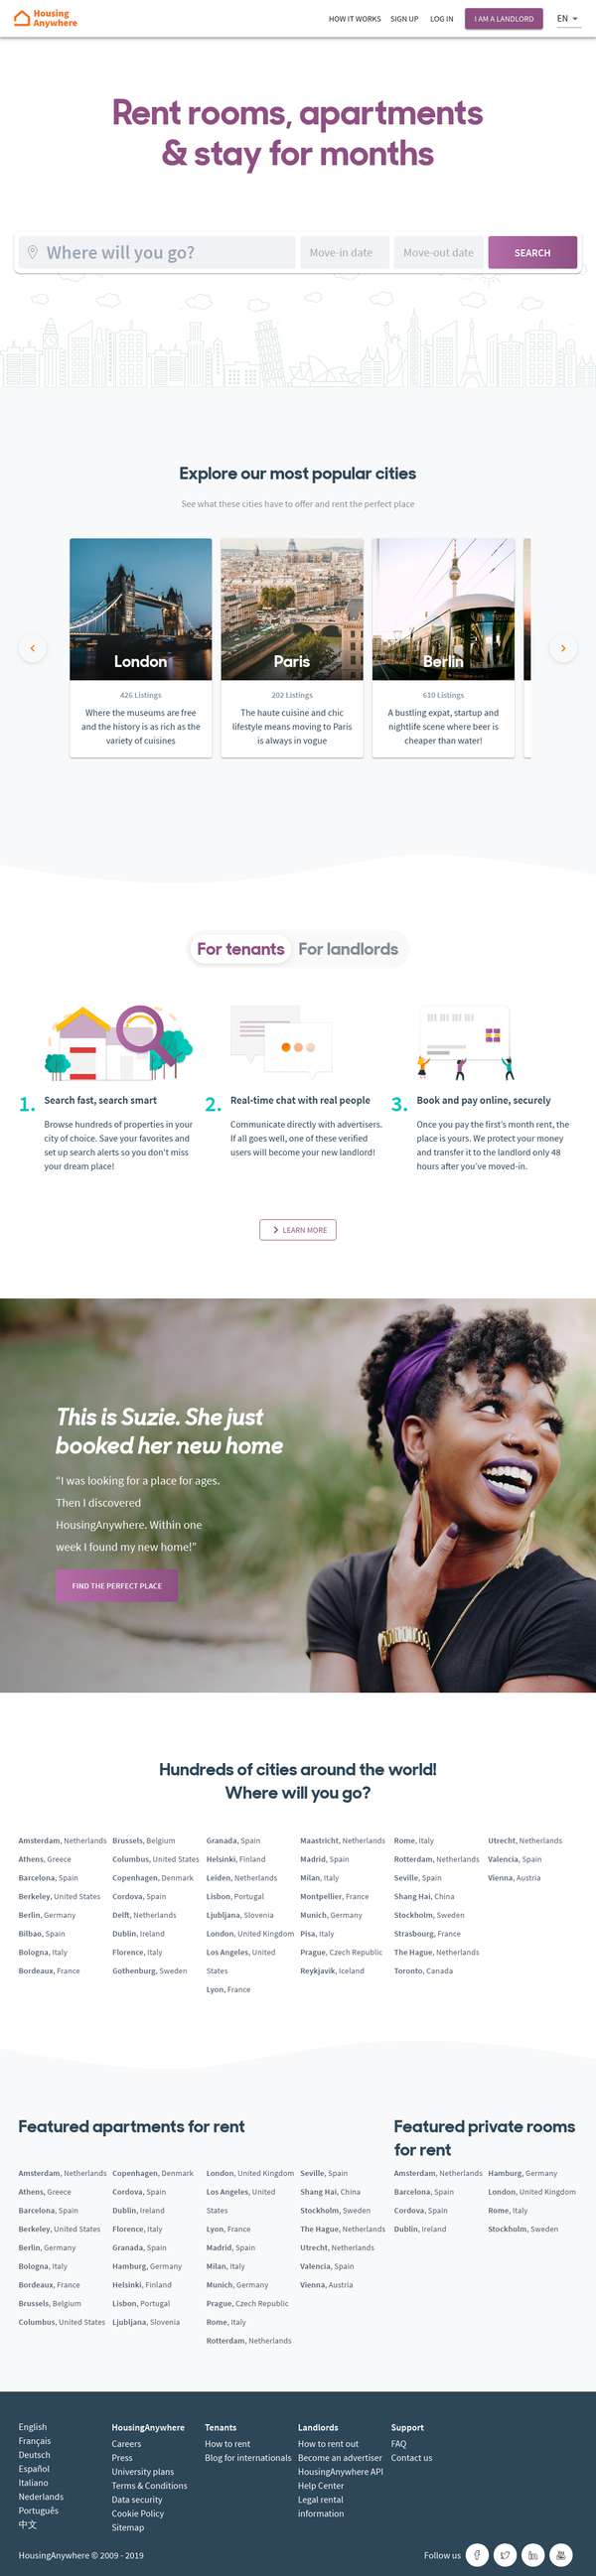 Housing
Anywhere
HOW IT WORKS
SIGN UP
LOG IN
I AM A LANDLORD
EN
Rent rooms, apartments
& stay for months
Where will you go?
Move-in date
Move-out date
SEARCH
Explore our most popular cities
See what these cities have to offer and rent the perfect place
London
426 Listings
Where the museums are free
and the history is as rich as the
variety of cuisines
Paris
202 Listings
The haute cuisine and chic
lifestyle means moving to Paris
is always in vogue
Berlin
610 Listings
A bustling expat, startup and
nightlife scene where beer is
cheaper than water!
For tenants
For landlords
1.
Search fast, search smart
Browse hundreds of properties in your
city of choice. Save your favorites and
set up search alerts so you don't miss
your dream place!
2.
Real-time chat with real people
Communicate directly with advertisers.
If all goes well, one of these verified
users will become your new landlord!
3.
Book and pay online, securely
Once you pay the first's month rent, the
place is yours. We protect your money
and transfer it to the landlord only 48
hours after you've moved-in.
LEARN MORE
This is Suzie. She just
booked her new home
“I was looking for a place for ages.
Then I discovered
HousingAnywhere. Within one
week I found my new home!”
FIND THE PERFECT PLACE
Hundreds of cities around the world!
Where will you go?
Amsterdam, Netherlands
Athens, Greece
Barcelona, Spain
Berkeley, United States
Berlin, Germany
Bilbao, Spain
Bologna, Italy
Bordeaux, France
Brussels, Belgium
Columbus, United States
Copenhagen, Denmark
Cordova, Spain
Delft, Netherlands
Dublin, Ireland
Florence, Italy
Gothenburg, Sweden
Granada, Spain
Helsinki, Finland
Leiden, Netherlands
Lisbon, Portugal
Ljubljana, Slovenia
London, United Kingdom
Los Angeles, United
States
Lyon, France
Maastricht, Netherlands
Madrid, Spain
Milan, Italy
Montpellier, France
Munich, Germany
Pisa, Italy
Prague, Czech Republic
Reykjavik, Iceland
Rome, Italy
Rotterdam, Netherlands
Seville, Spain
Shang Hai, China
Stockholm, Sweden
Strasbourg, France
The Hague, Netherlands
Toronto, Canada
Utrecht, Netherlands
Valencia, Spain
Vienna, Austria
Featured apartments for rent
Amsterdam, Netherlands
Athens, Greece
Barcelona, Spain
Berkeley, United States
Berlin, Germany
Bologna, Italy
Bordeaux, France
Brussels, Belgium
Columbus, United States
Copenhagen, Denmark
Cordova, Spain
Dublin, Ireland
Florence, Italy
Granada, Spain
Hamburg, Germany
Helsinki, Finland
Lisbon, Portugal
Ljubljana, Slovenia
London, United Kingdom
Los Angeles, United
States
Lyon, France
Madrid, Spain
Milan, Italy
Munich, Germany
Prague, Czech Republic
Rome, Italy
Rotterdam, Netherlands
Seville, Spain
Shang Hai, China
Stockholm, Sweden
The Hague, Netherlands
Utrecht, Netherlands
Valencia, Spain
Vienna, Austria
Featured private rooms
for rent
Amsterdam, Netherlands
Barcelona, Spain
Cordova, Spain
Dublin, Ireland
Hamburg, Germany
London, United Kingdom
Rome, Italy
Stockholm, Sweden
English
Français
Deutsch
Español
Italiano
Nederlands
Português
中文
HousingAnywhere
Careers
Press
University plans
Terms & Conditions
Data security
Cookie Policy
Sitemap
Tenants
How to rent
Blog for internationals
Landlords
How to rent out
Become an advertiser
HousingAnywhere API
Help Center
Legal rental
information
Support
FAQ
Contact us
HousingAnywhere © 2009 - 2019
Follow us